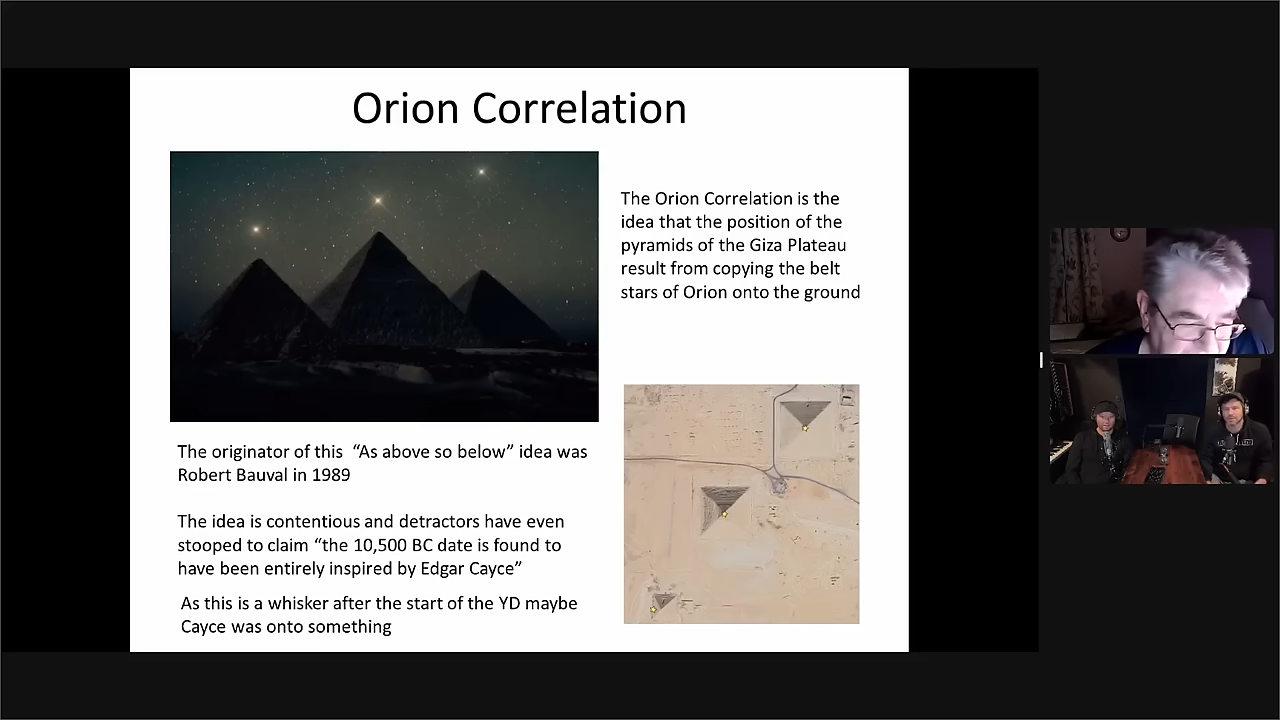 Orion Correlation
The Orion Correlation is the
idea that the position of the
pyramids of the Giza Plateau
result from copying the belt
stars of Orion onto the ground
The originator of this “As above so below” idea was
Robert Bauval in 1989
The idea is contentious and detractors have even
stooped to claim “the 10,500 BC date is found to
have been entirely inspired by Edgar Cayce”
As this is a whisker after the start of the YD maybe
Cayce was onto something